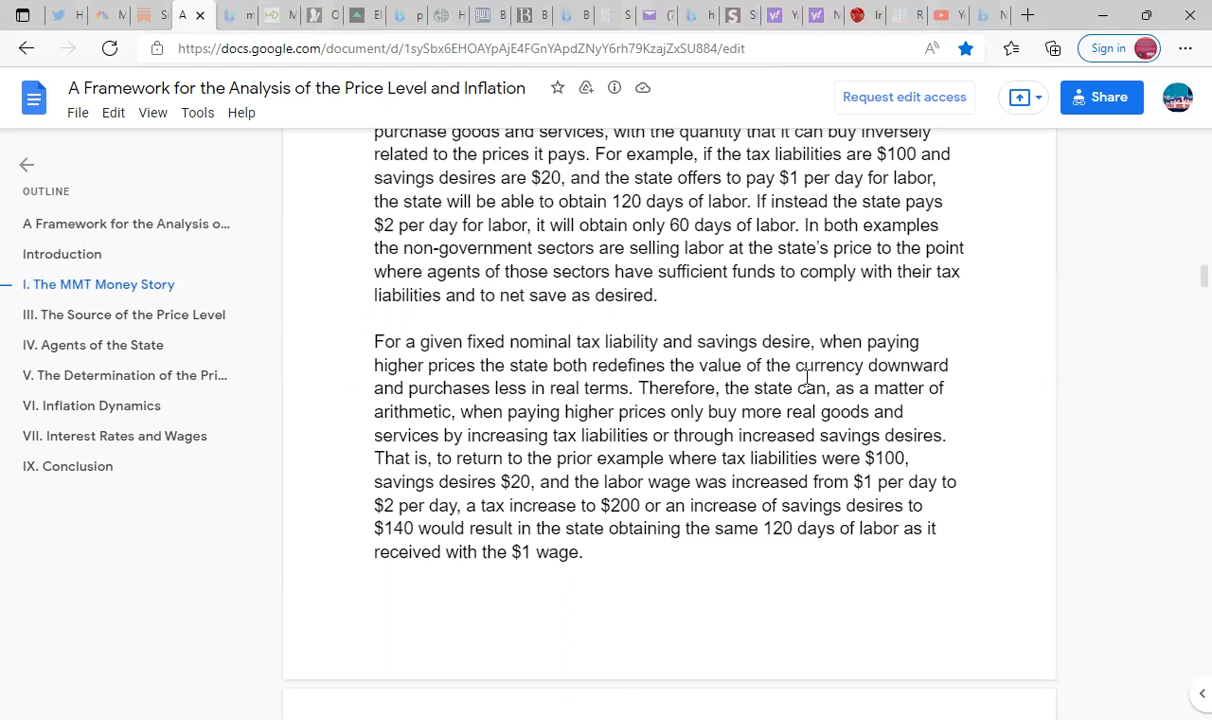 https://docs.google.com/document/d/1sySbx6EHOAYpAjE4FGnYApdZNyY6rh79KzajZxSU884/edit
Sign in
A Framework for the Analysis of the Price Level and Inflation
File Edit View Tools Help
Request edit access
Share
OUTLINE
A Framework for the Analysis o...
Introduction
I. The MMT Money Story
III. The Source of the Price Level
IV. Agents of the State
V. The Determination of the Pri...
VI. Inflation Dynamics
VII. Interest Rates and Wages
IX. Conclusion
purchase goods and services, with the quantity that it can buy inversely
related to the prices it pays. For example, if the tax liabilities are $100 and
savings desires are $20, and the state offers to pay $1 per day for labor,
the state will be able to obtain 120 days of labor. If instead the state pays
$2 per day for labor, it will obtain only 60 days of labor. In both examples
the non-government sectors are selling labor at the state's price to the point
where agents of those sectors have sufficient funds to comply with their tax
liabilities and to net save as desired.
For a given fixed nominal tax liability and savings desire, when paying
higher prices the state both redefines the value of the currency downward
and purchases less in real terms. Therefore, the state can, as a matter of
arithmetic, when paying higher prices only buy more real goods and
services by increasing tax liabilities or through increased savings desires.
That is, to return to the prior example where tax liabilities were $100,
savings desires $20, and the labor wage was increased from $1 per day to
$2 per day, a tax increase to $200 or an increase of savings desires to
$140 would result in the state obtaining the same 120 days of labor as it
received with the $1 wage.